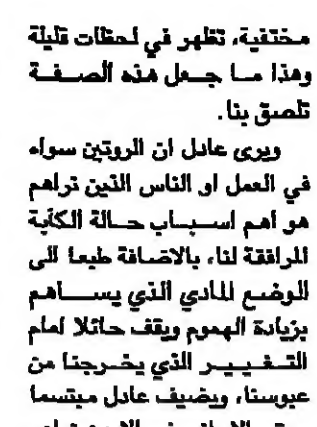 مختفية، تظهر في لحظات قليلة
وهذا ما جعل هذه الصفة
تلصق بنا.
ويرى عادل ان الروتين سواء
في العمل او الناس الذين تراهم
هو اهم اسباب حالة الكآبة
المرافقة لنا، بالاضافة طبعا الى
الوضع المادي الذي يساهم
بزيادة الهموم ويقف حائلا امام
التغيير الذي يخرجنا من
عبوسنا، ويضيف عادل مبتسما